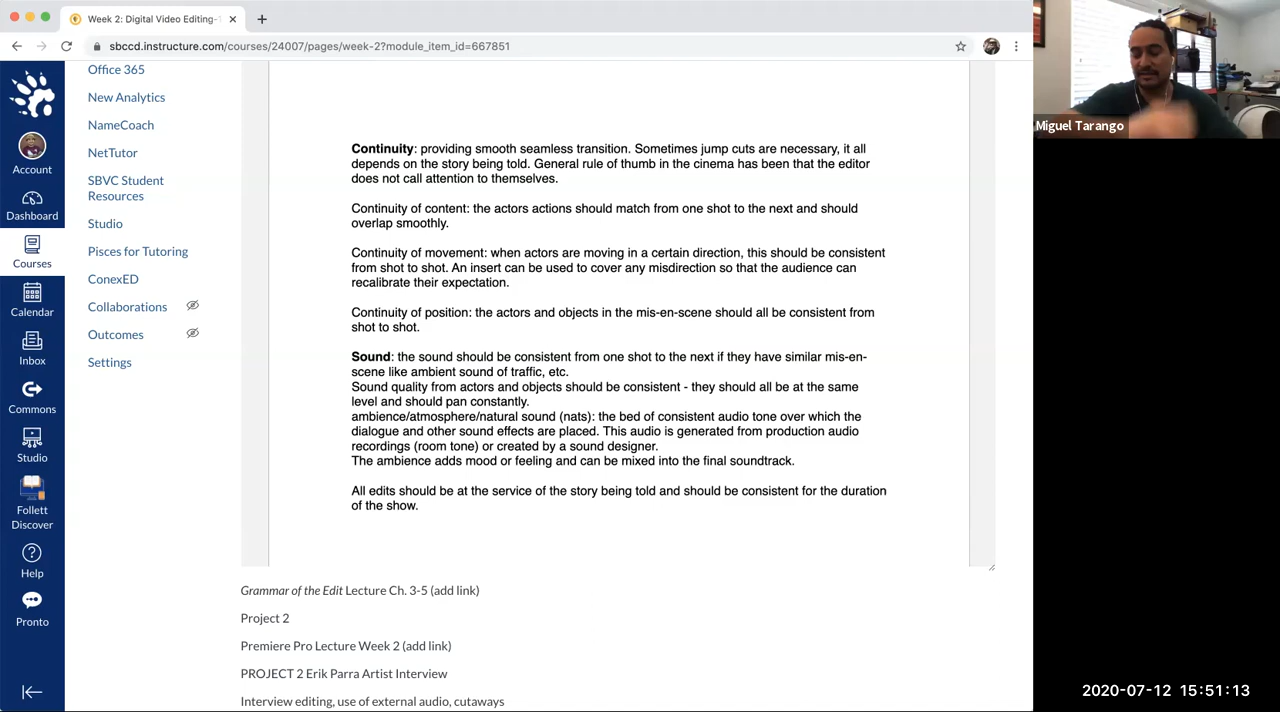 Week 2: Digital Video Editing-
sbccd.instructure.com/courses/24007/pages/week-2?module_item_id=667851
Account
Dashboard
Courses
Calendar
Inbox
Commons
Studio
Follett
Discover
Help
Pronto
Office 365
New Analytics
NameCoach
NetTutor
SBVC Student
Resources
Studio
Pisces for Tutoring
ConexED
Collaborations
Outcomes
Settings
Continuity: providing smooth seamless transition. Sometimes jump cuts are necessary, it all
depends on the story being told. General rule of thumb in the cinema has been that the editor
does not call attention to themselves.
Continuity of content: the actors actions should match from one shot to the next and should
overlap smoothly.
Continuity of movement: when actors are moving in a certain direction, this should be consistent
from shot to shot. An insert can be used to cover any misdirection so that the audience can
recalibrate their expectation.
Continuity of position: the actors and objects in the mis-en-scene should all be consistent from
shot to shot.
Sound: the sound should be consistent from one shot to the next if they have similar mis-en-
scene like ambient sound of traffic, etc.
Sound quality from actors and objects should be consistent - they should all be at the same
level and should pan constantly.
ambience/atmosphere/natural sound (nats): the bed of consistent audio tone over which the
dialogue and other sound effects are placed. This audio is generated from production audio
recordings (room tone) or created by a sound designer.
The ambience adds mood or feeling and can be mixed into the final soundtrack.
All edits should be at the service of the story being told and should be consistent for the duration
of the show.
Grammar of the Edit Lecture Ch. 3-5 (add link)
Project 2
Premiere Pro Lecture Week 2 (add link)
PROJECT 2 Erik Parra Artist Interview
Interview editing, use of external audio, cutaways
Miguel Tarango
2020-07-12 15:51:13